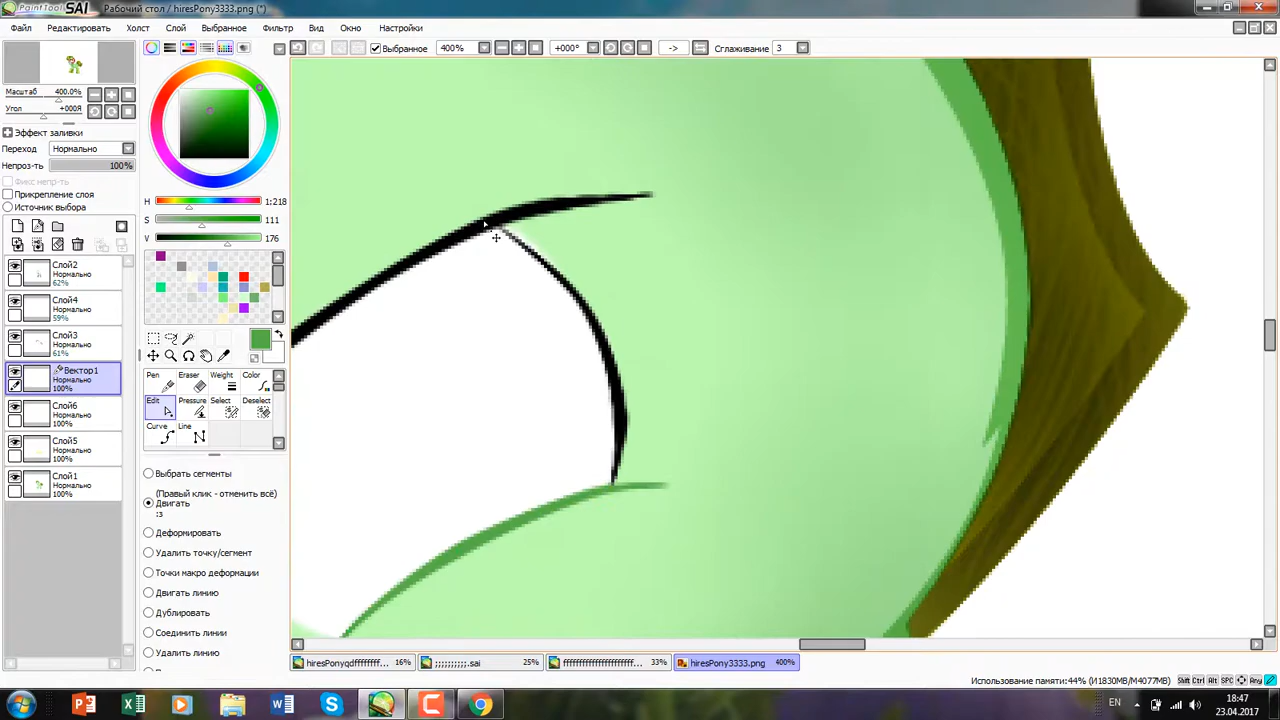 PaintTool SAI Рабочий стол / hiresPony3333.png (*)
Файл Редактировать Холст Слой Выбранное Фильтр Вид Окно Настройки
Выбранное 400% +000° -> Сглаживание 3
Масштаб 400.0%
Угол +000Я
Эффект заливки
Переход Нормально
Непроз-ть 100%
Фикс непр-ть
Прикрепление слоя
Источник выбора
Слой2
Нормально
62%
Слой4
Нормально
59%
Слой3
Нормально
61%
Вектор1
Нормально
100%
Слой6
Нормально
100%
Слой5
Нормально
100%
Слой1
Нормально
100%
H 1:218
S 111
V 176
Pen Eraser Weight Color
Edit Pressure Select Deselect
Curve Line
Выбрать сегменты
(Правый клик - отменить всё)
Двигать
:3
Деформировать
Удалить точку/сегмент
Точки макро деформации
Двигать линию
Дублировать
Соединить линии
Удалить линию
16% ;;;;;;;;;;.sai 25% 33% hiresPony3333.png 400%
Использование памяти:44% (И1830МВ/М4077МВ) Shift Ctrl Alt SPC Any
EN 18:47
23.04.2017